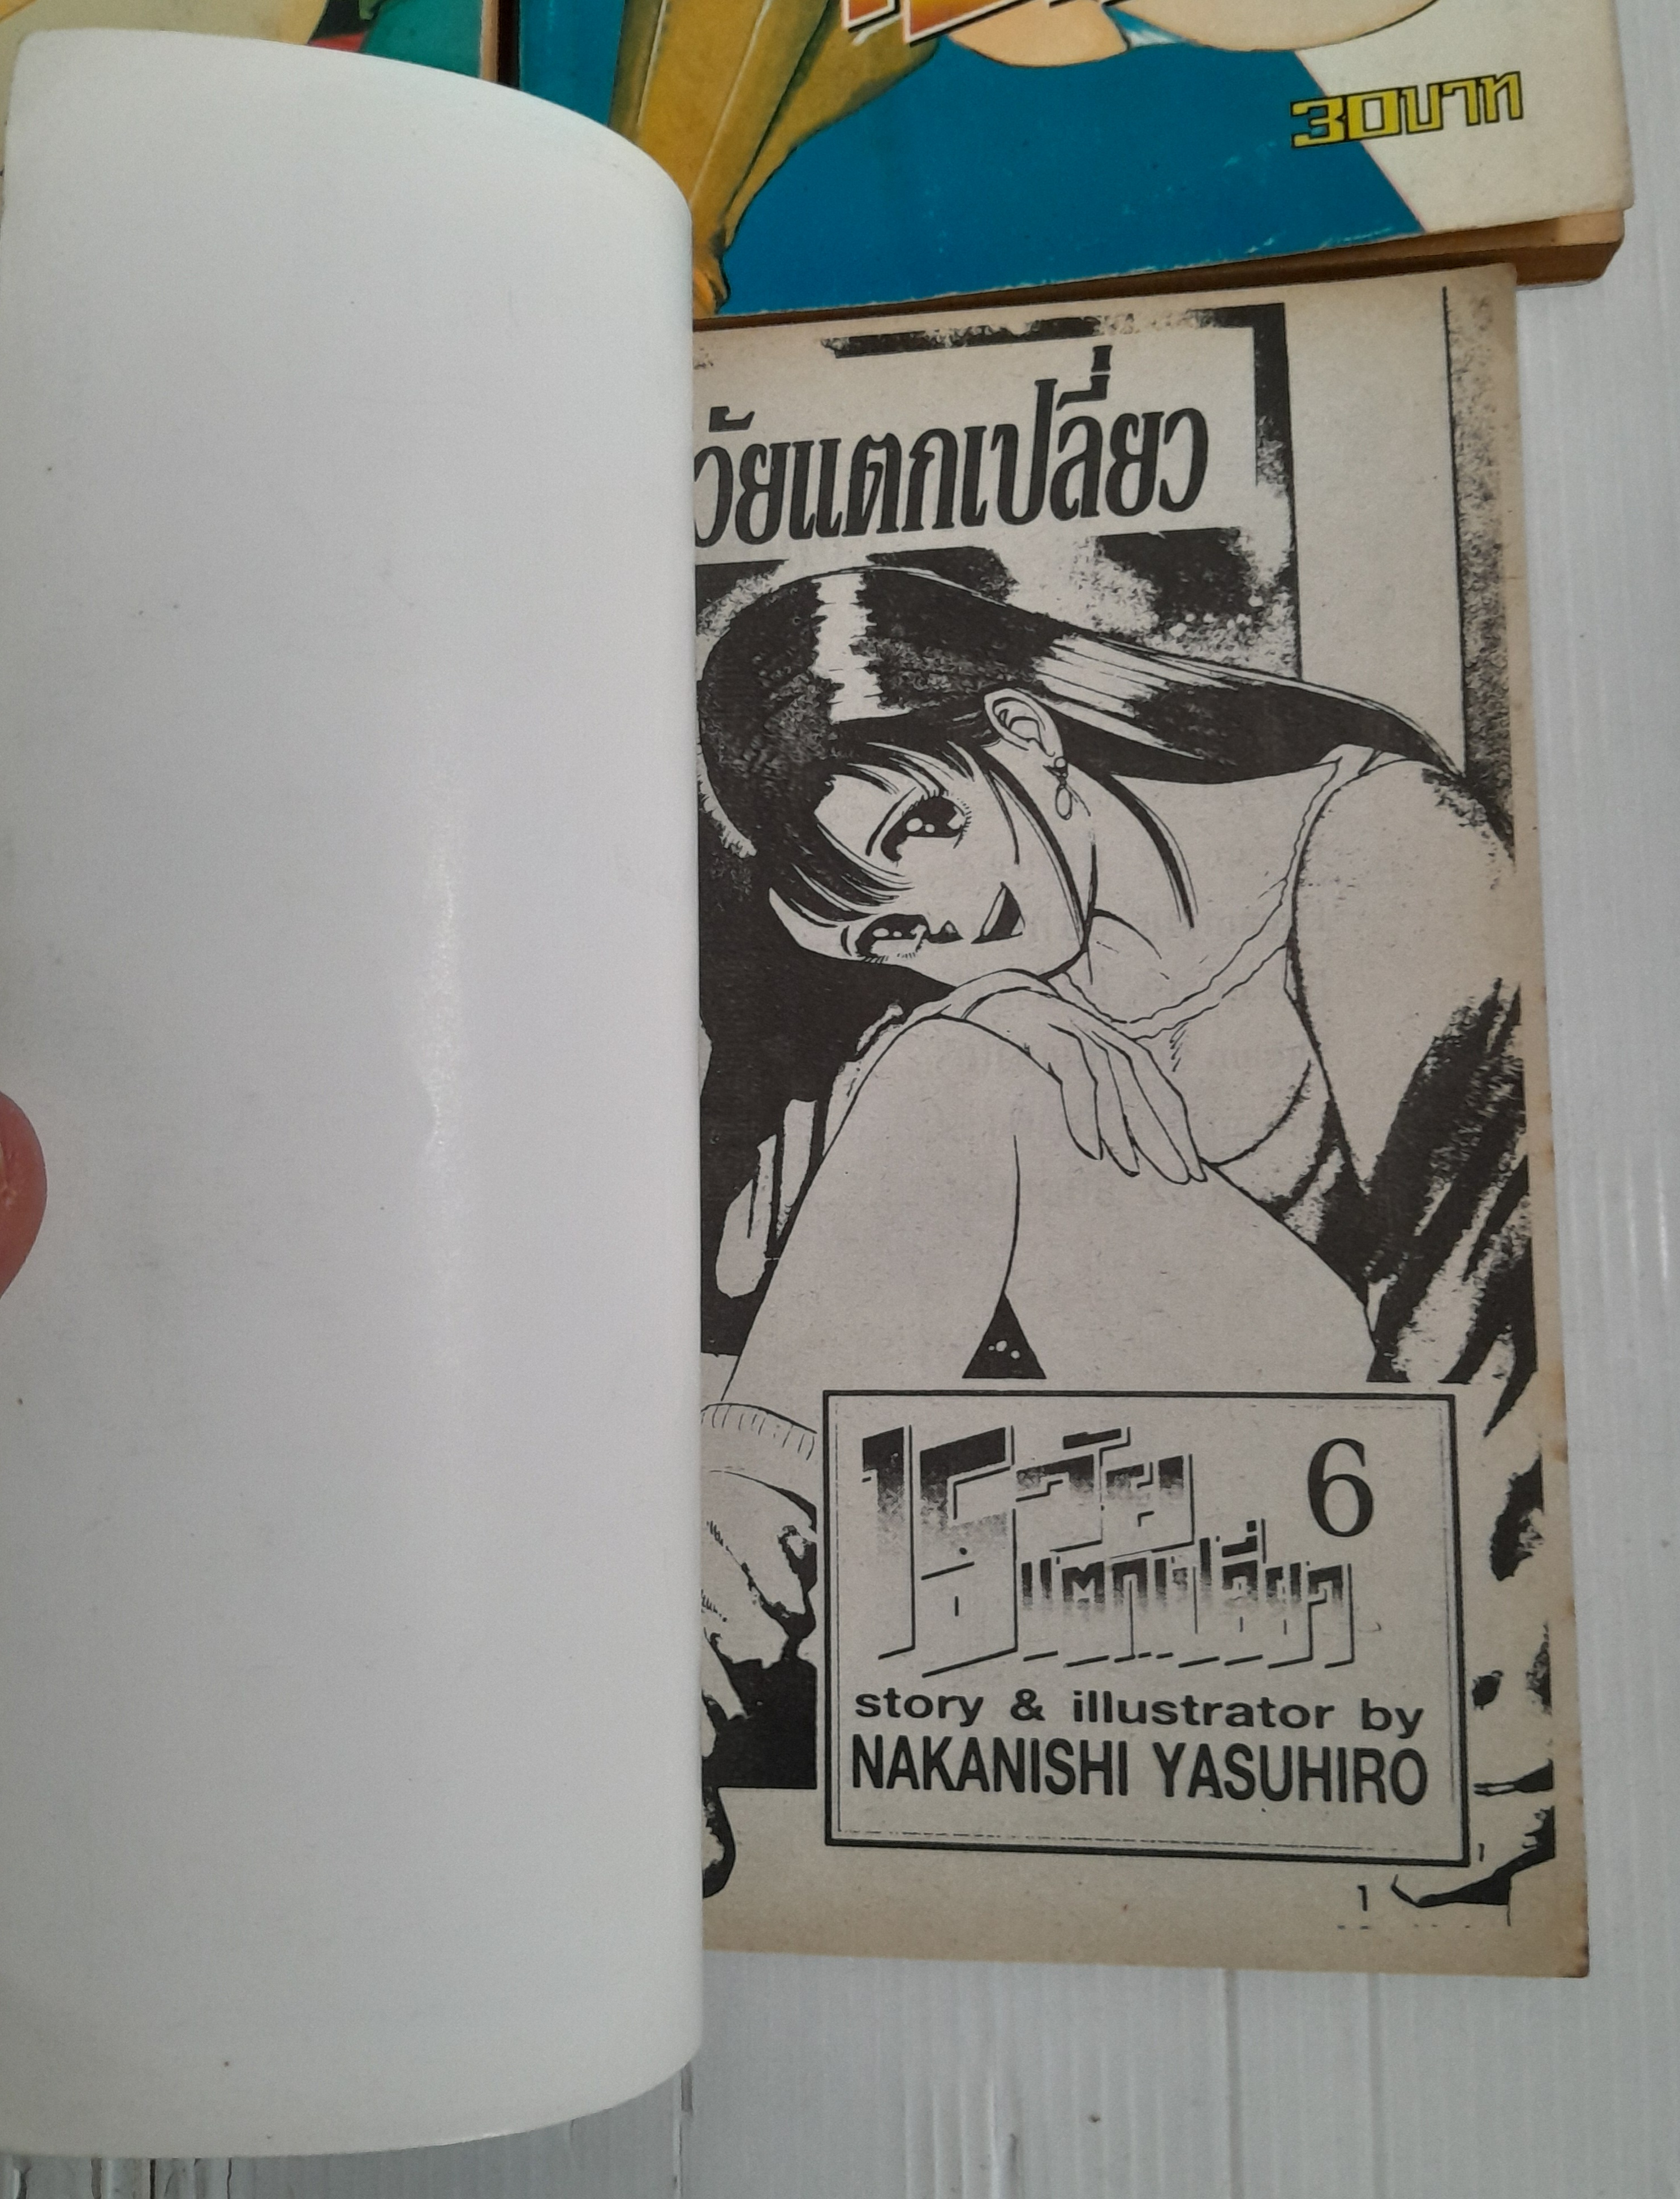 30บาท
วัยแตกเปลี่ยว
วัย
6
แตกเปลี่ยว
story & illustrator by
NAKANISHI YASUHIRO
1